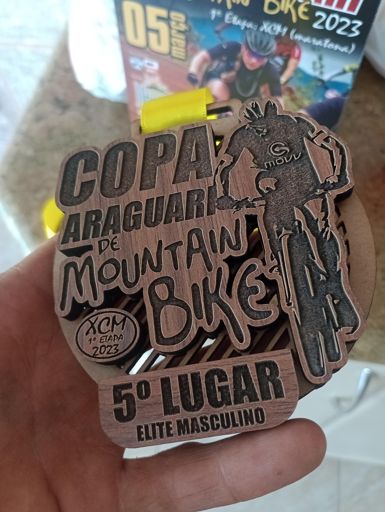 MOUNTAIN BIKE
2023
1ª Etapa: XCM (maratona)
05
MARÇO
COPA
ARAGUARI
DE
MOUNTAIN
BIKE
MOVV
XCM
1ª ETAPA
2023
5º LUGAR
ELITE MASCULINO